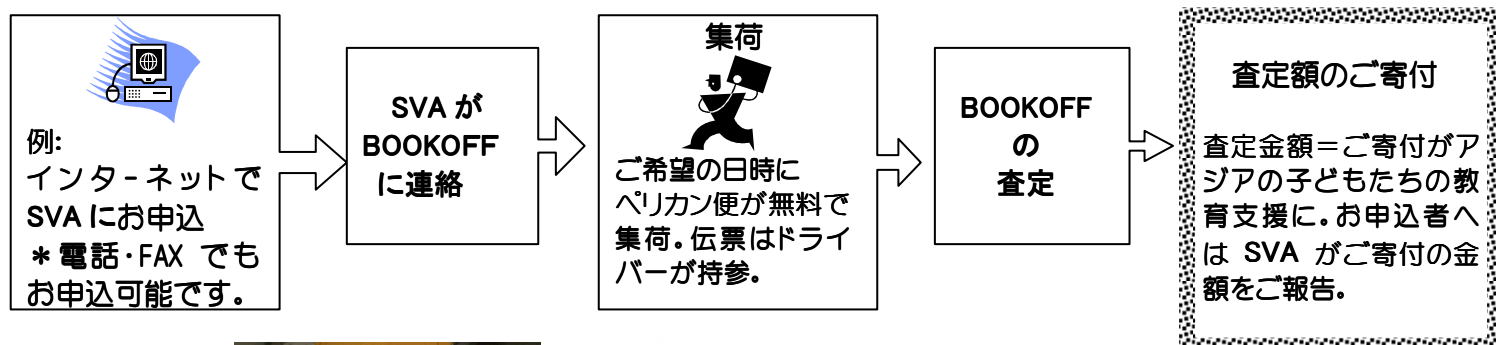 例:
インターネットで
SVAにお申込
＊電話・FAX でも
お申込可能です。
SVA が
BOOKOFF
に連絡
集荷
ご希望の日時に
ペリカン便が無料で
集荷。伝票はドライ
バーが持参。
BOOKOFF
の
査定
査定額のご寄付
査定金額＝ご寄付がア
ジアの子どもたちの教
育支援に。お申込者へ
は SVA がご寄付の金
額をご報告。